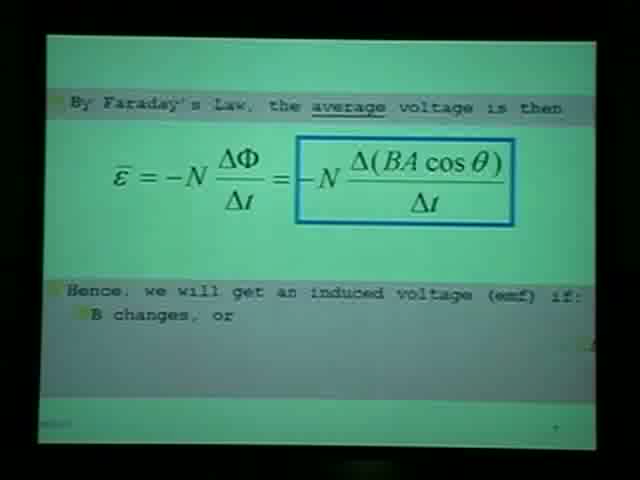 By Faraday's Law, the average voltage is then
ε̄ = −N ΔΦ/Δt = −N Δ(BA cos θ)/Δt
Hence, we will get an induced voltage (emf) if:
B changes, or